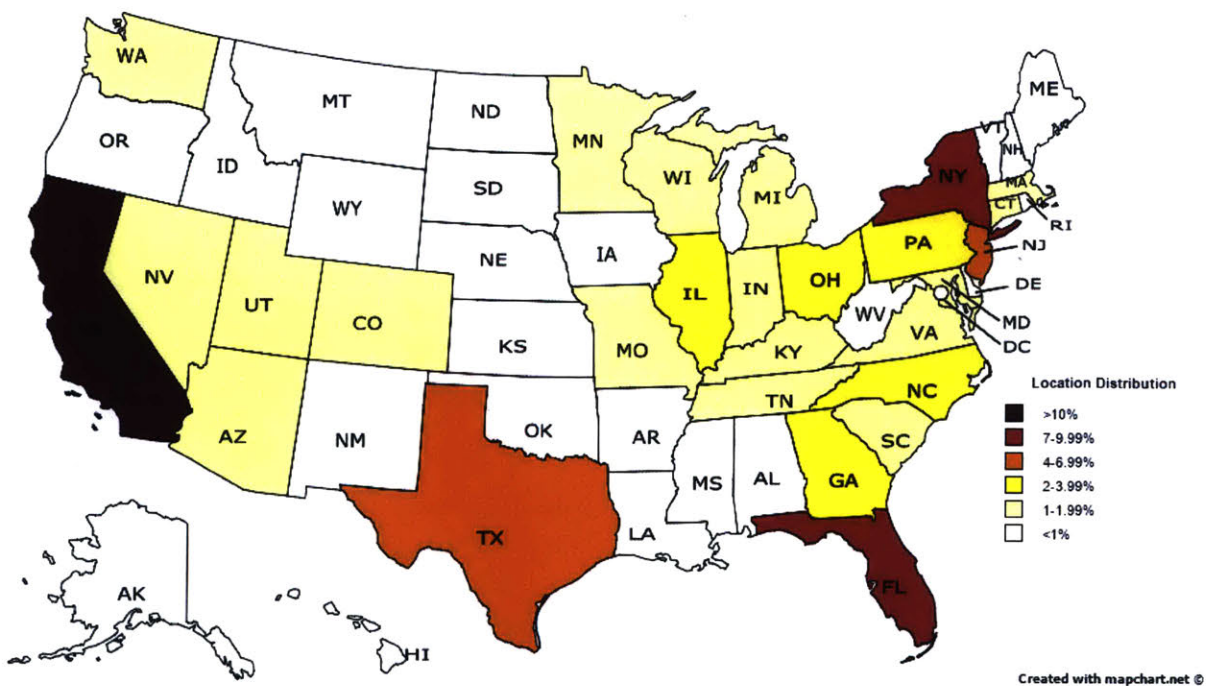 WA
MT
ND
ME
OR
ID
MN
VT
NH
SD
WI
NY
MA
WY
MI
CT
RI
IA
PA
NJ
NE
NV
OH
UT
IL
IN
DE
CO
WV
MD
KS
MO
KY
VA
DC
TN
NC
AZ
NM
OK
AR
SC
MS
AL
GA
TX
LA
FL
AK
HI
Location Distribution
>10%
7-9.99%
4-6.99%
2-3.99%
1-1.99%
<1%
Created with mapchart.net ©